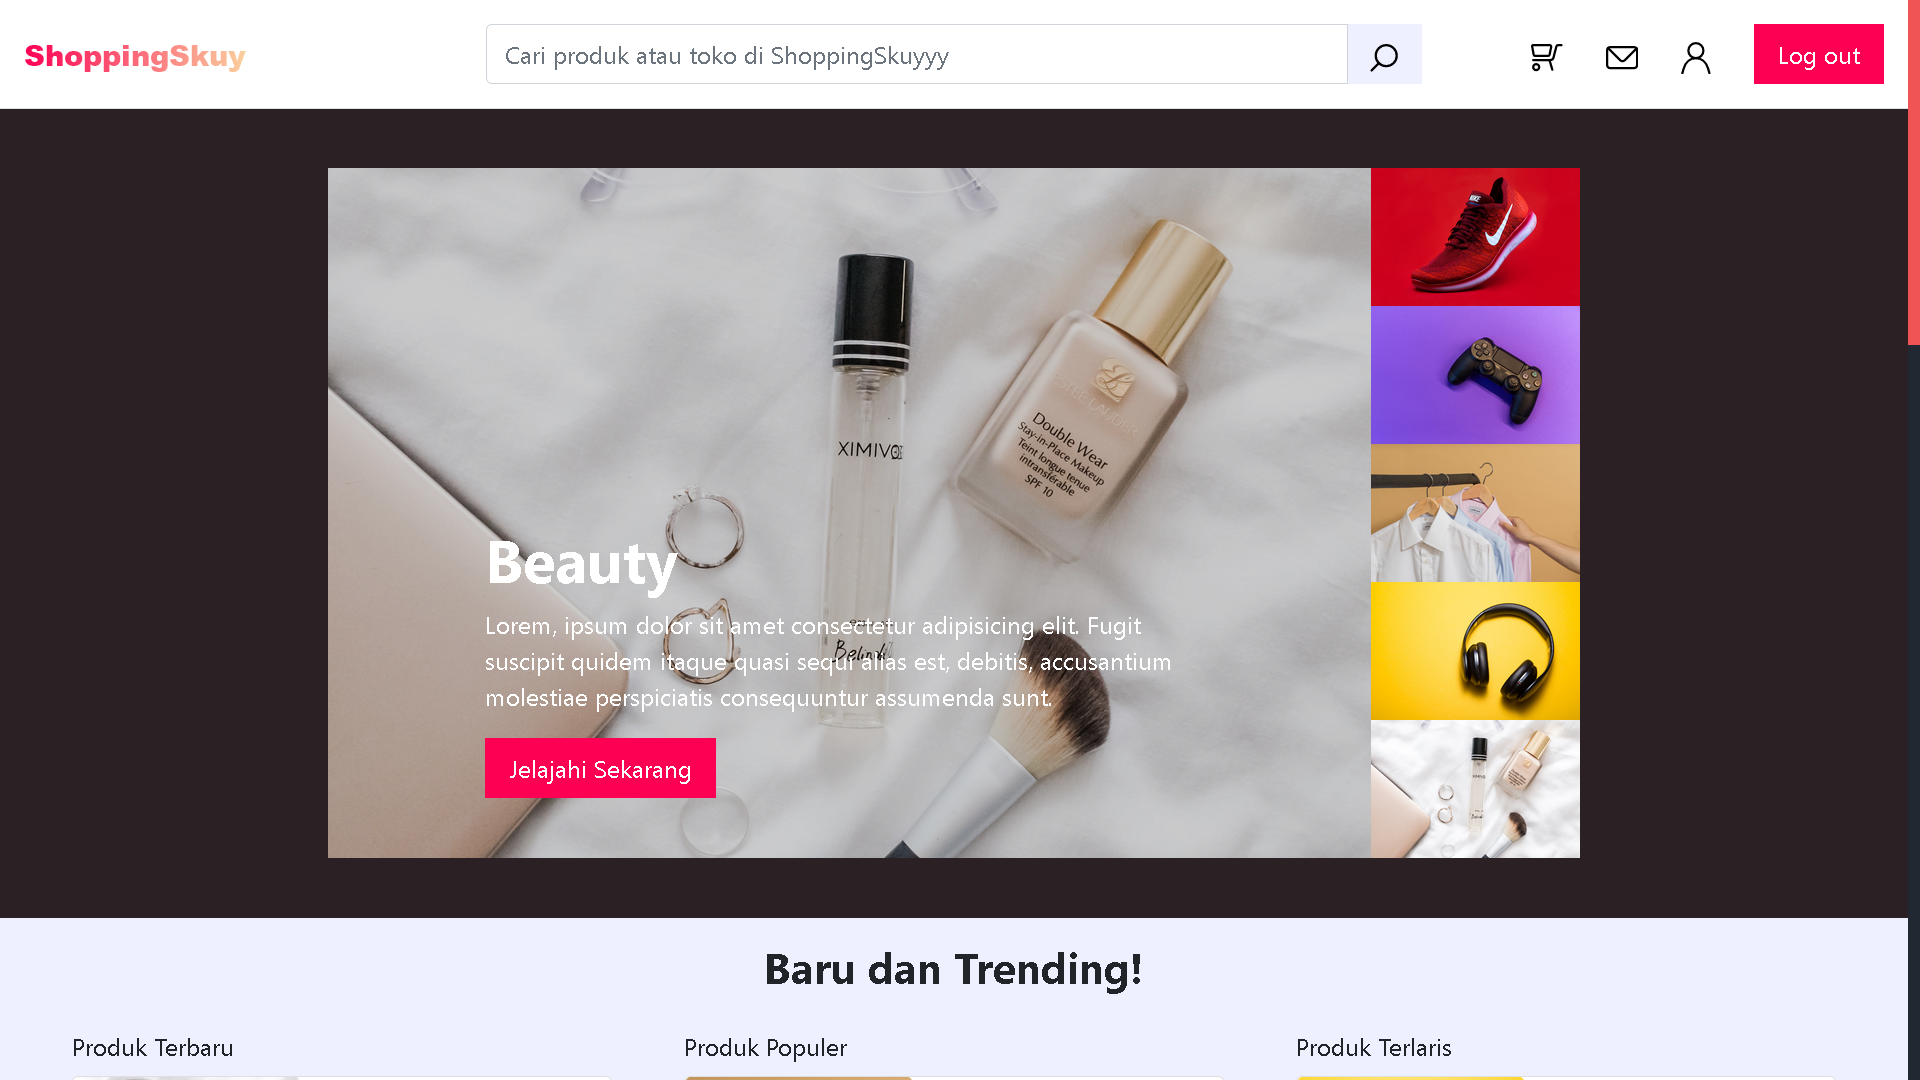 ShoppingSkuy
Cari produk atau toko di ShoppingSkuyyy
Log out
XIMIVOGUE
ESTĒE LAUDER
Double Wear
Stay-in-Place Makeup
Teint longue tenue
intransférable
SPF 10
Beauty
Lorem, ipsum dolor sit amet consectetur adipisicing elit. Fugit
suscipit quidem itaque quasi sequi alias est, debitis, accusantium
molestiae perspiciatis consequuntur assumenda sunt.
Jelajahi Sekarang
Baru dan Trending!
Produk Terbaru
Produk Populer
Produk Terlaris